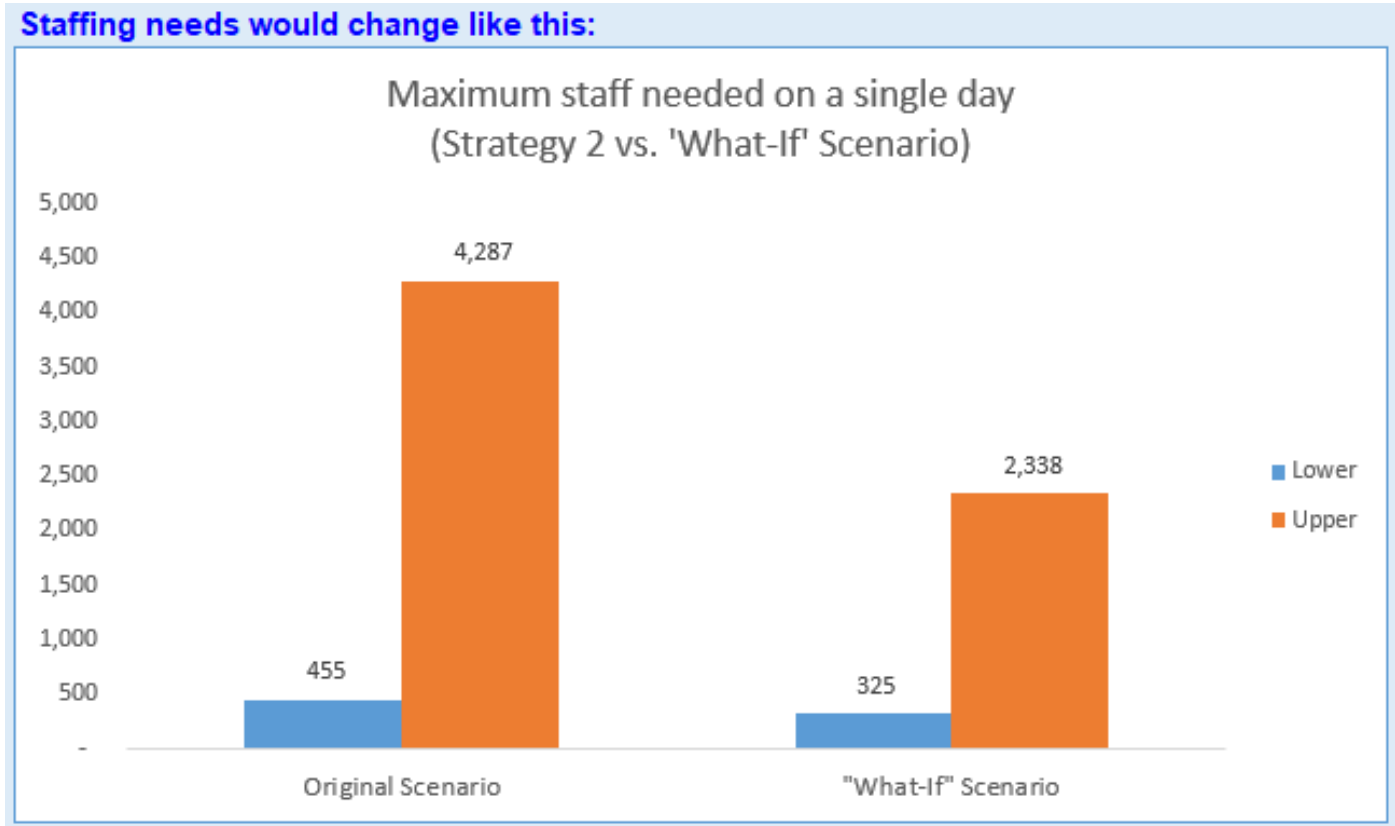 Staffing needs would change like this:
Maximum staff needed on a single day
(Strategy 2 vs. 'What-If' Scenario)
5,000
4,500
4,000
3,500
3,000
2,500
2,000
1,500
1,000
500
-
4,287
455
2,338
325
Lower
Upper
Original Scenario
"What-If" Scenario